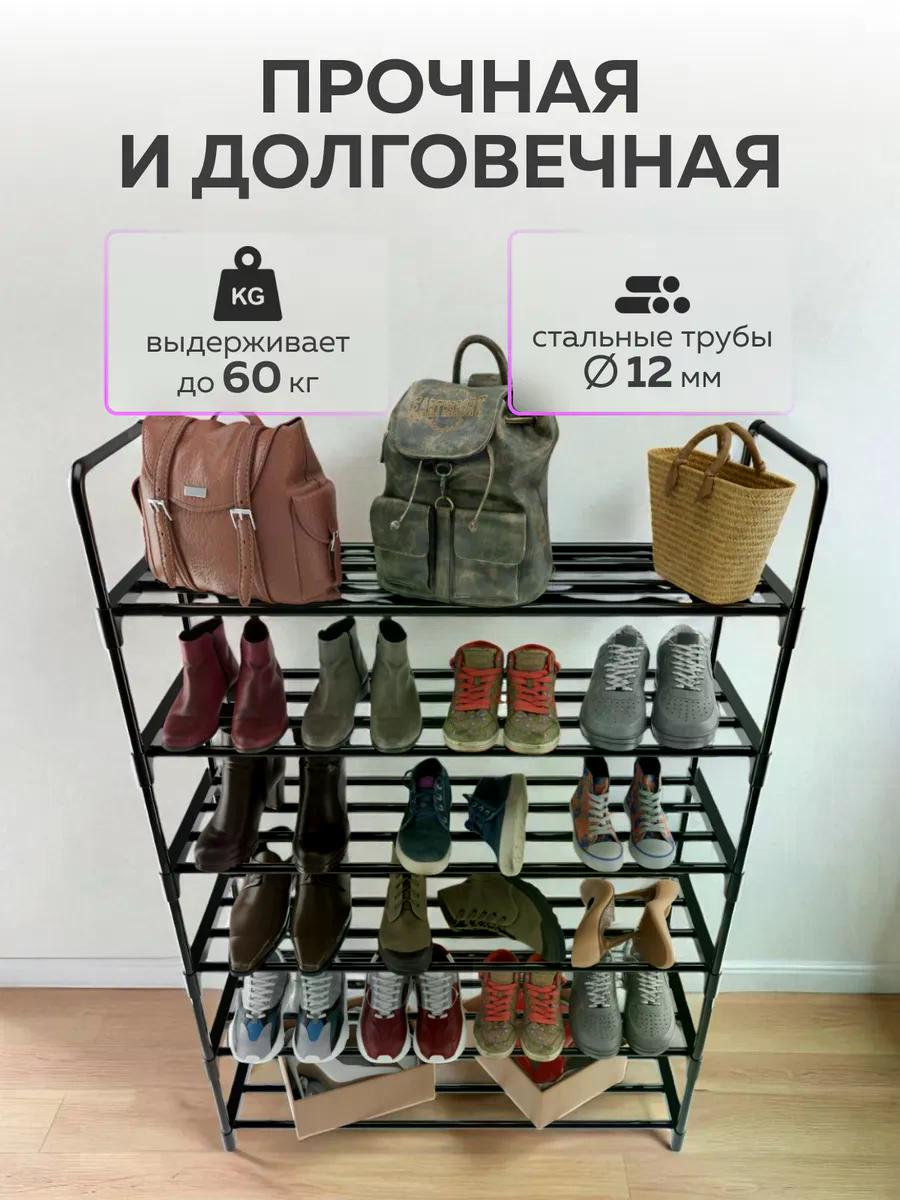 ПРОЧНАЯ
И ДОЛГОВЕЧНАЯ
KG
выдерживает
до 60 кг
стальные трубы
Ø 12 мм